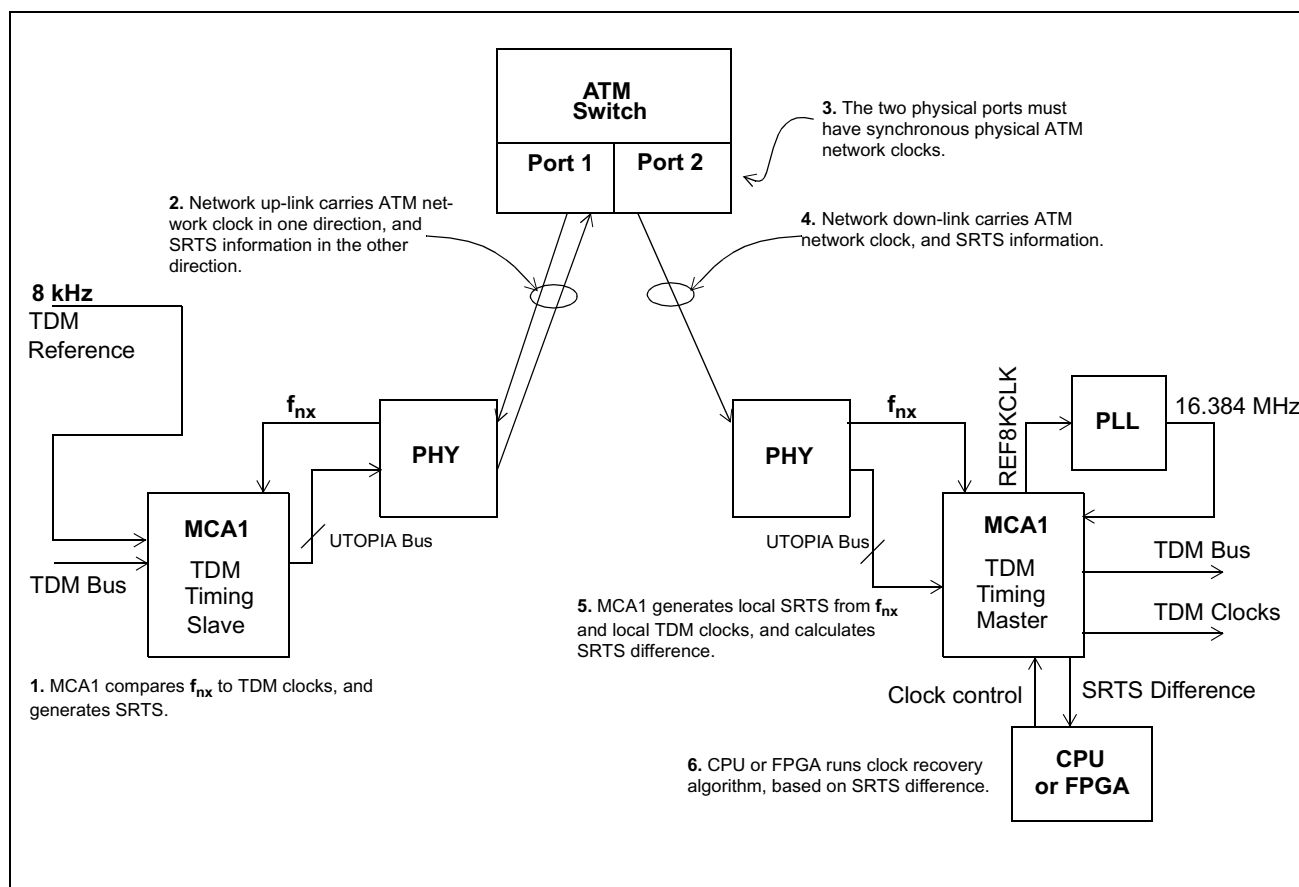 ATM
Switch
Port 1
Port 2
3. The two physical ports must
have synchronous physical ATM
network clocks.
2. Network up-link carries ATM net-
work clock in one direction, and
SRTS information in the other
direction.
4. Network down-link carries ATM
network clock, and SRTS information.
8 kHz
TDM
Reference
fnx
PHY
MCA1
TDM
Timing
Slave
TDM Bus
UTOPIA Bus
1. MCA1 compares fnx to TDM clocks, and
generates SRTS.
PHY
fnx
UTOPIA Bus
REF8KCLK
PLL
16.384 MHz
MCA1
TDM
Timing
Master
TDM Bus
TDM Clocks
5. MCA1 generates local SRTS from fnx
and local TDM clocks, and calculates
SRTS difference.
Clock control
SRTS Difference
6. CPU or FPGA runs clock recovery
algorithm, based on SRTS difference.
CPU
or FPGA